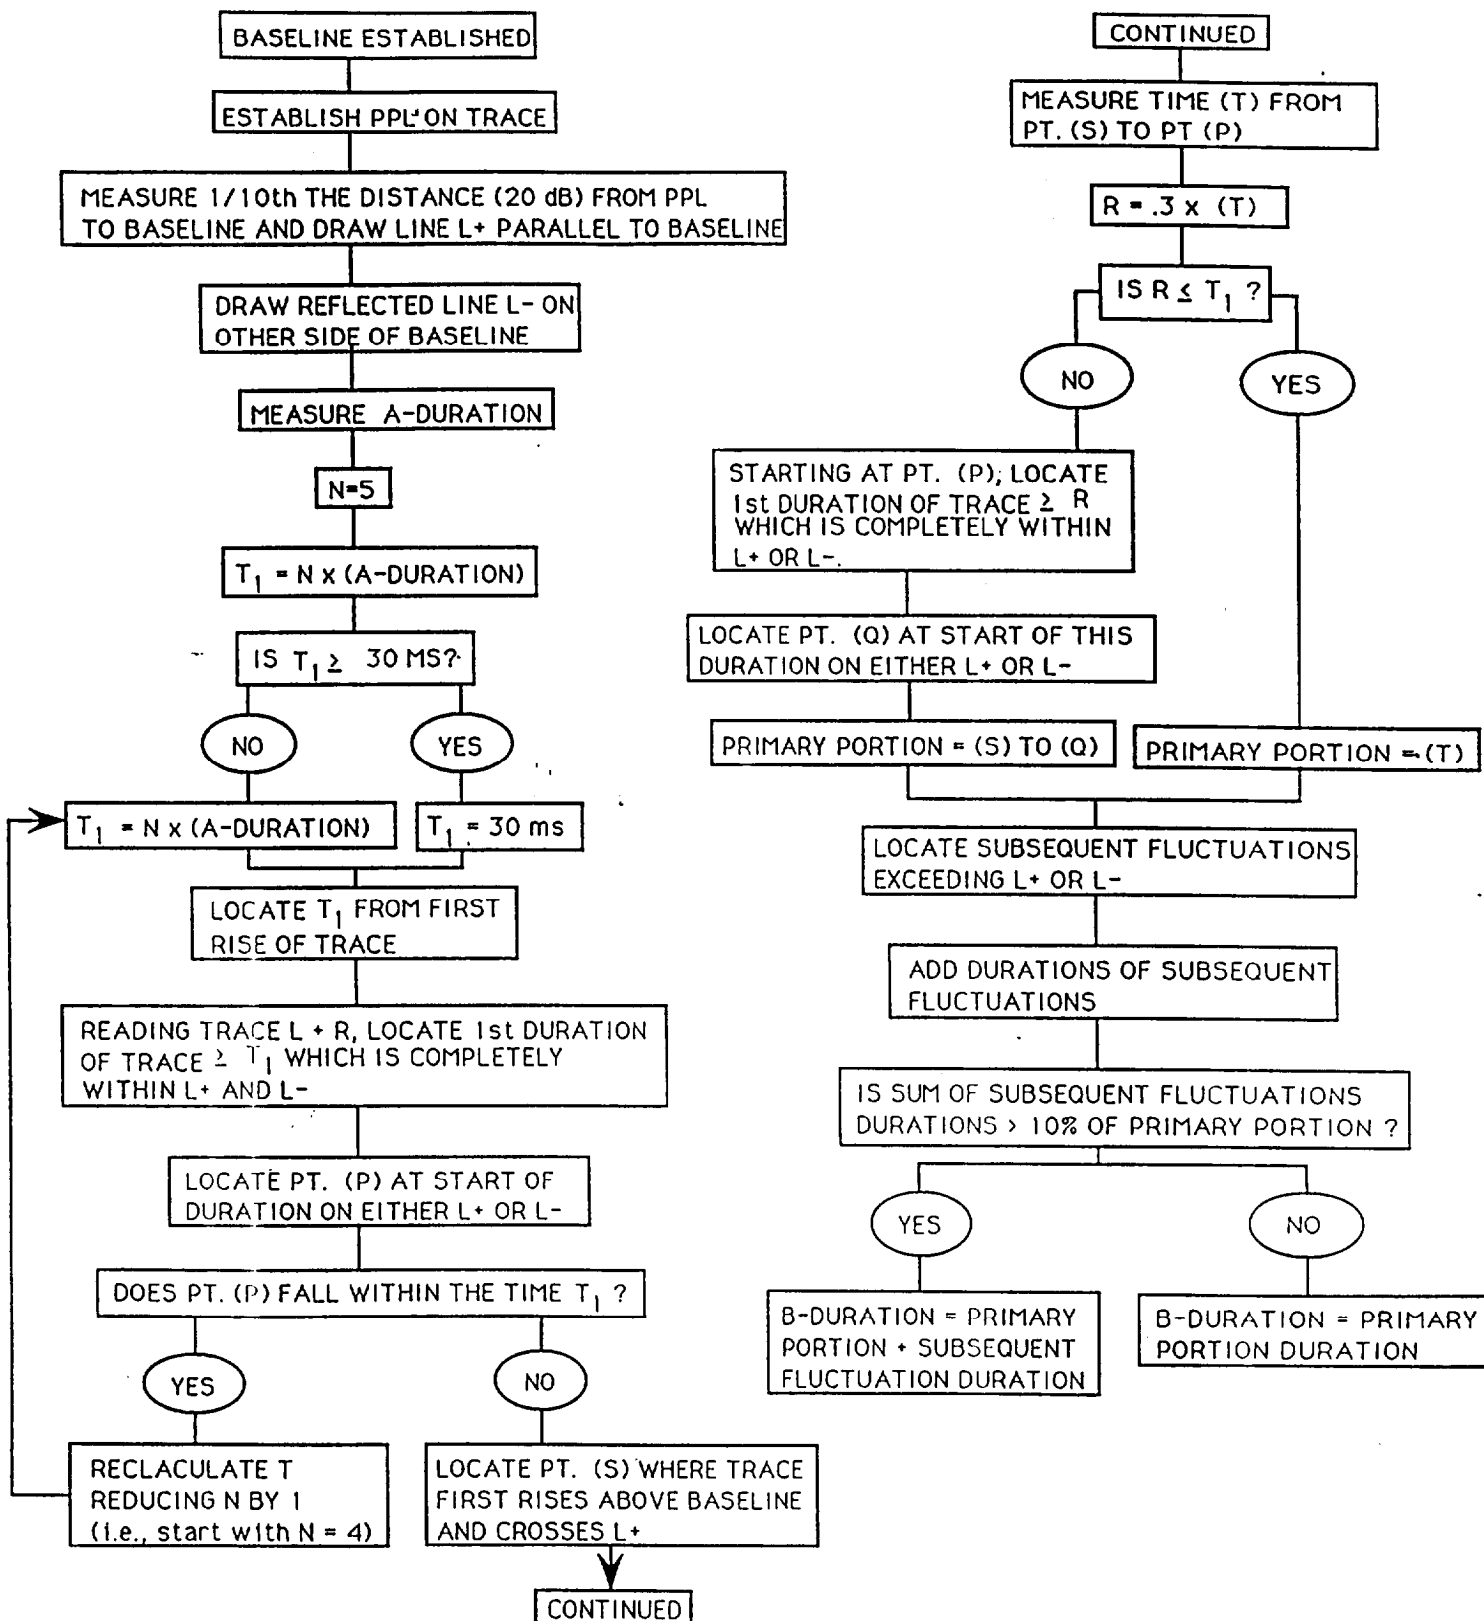 BASELINE ESTABLISHED
ESTABLISH PPL ON TRACE
MEASURE 1/10th THE DISTANCE (20 dB) FROM PPL
TO BASELINE AND DRAW LINE L+ PARALLEL TO BASELINE
DRAW REFLECTED LINE L- ON
OTHER SIDE OF BASELINE
MEASURE A-DURATION
N=5
T₁ = N x (A-DURATION)
IS T₁ ≥ 30 MS?
NO
YES
T₁ = N x (A-DURATION)
T₁ = 30 ms
LOCATE T₁ FROM FIRST
RISE OF TRACE
READING TRACE L + R, LOCATE 1st DURATION
OF TRACE ≥ T₁ WHICH IS COMPLETELY
WITHIN L+ AND L-
LOCATE PT. (P) AT START OF
DURATION ON EITHER L+ OR L-
DOES PT. (P) FALL WITHIN THE TIME T₁ ?
YES
NO
RECLACULATE T
REDUCING N BY 1
(i.e., start with N = 4)
LOCATE PT. (S) WHERE TRACE
FIRST RISES ABOVE BASELINE
AND CROSSES L+
CONTINUED
CONTINUED
MEASURE TIME (T) FROM
PT. (S) TO PT (P)
R = .3 x (T)
IS R ≤ T₁ ?
NO
YES
STARTING AT PT. (P); LOCATE
1st DURATION OF TRACE ≥ R
WHICH IS COMPLETELY WITHIN
L+ OR L-.
LOCATE PT. (Q) AT START OF THIS
DURATION ON EITHER L+ OR L-
PRIMARY PORTION = (S) TO (Q)
PRIMARY PORTION = (T)
LOCATE SUBSEQUENT FLUCTUATIONS
EXCEEDING L+ OR L-
ADD DURATIONS OF SUBSEQUENT
FLUCTUATIONS
IS SUM OF SUBSEQUENT FLUCTUATIONS
DURATIONS > 10% OF PRIMARY PORTION ?
YES
NO
B-DURATION = PRIMARY
PORTION + SUBSEQUENT
FLUCTUATION DURATION
B-DURATION = PRIMARY
PORTION DURATION